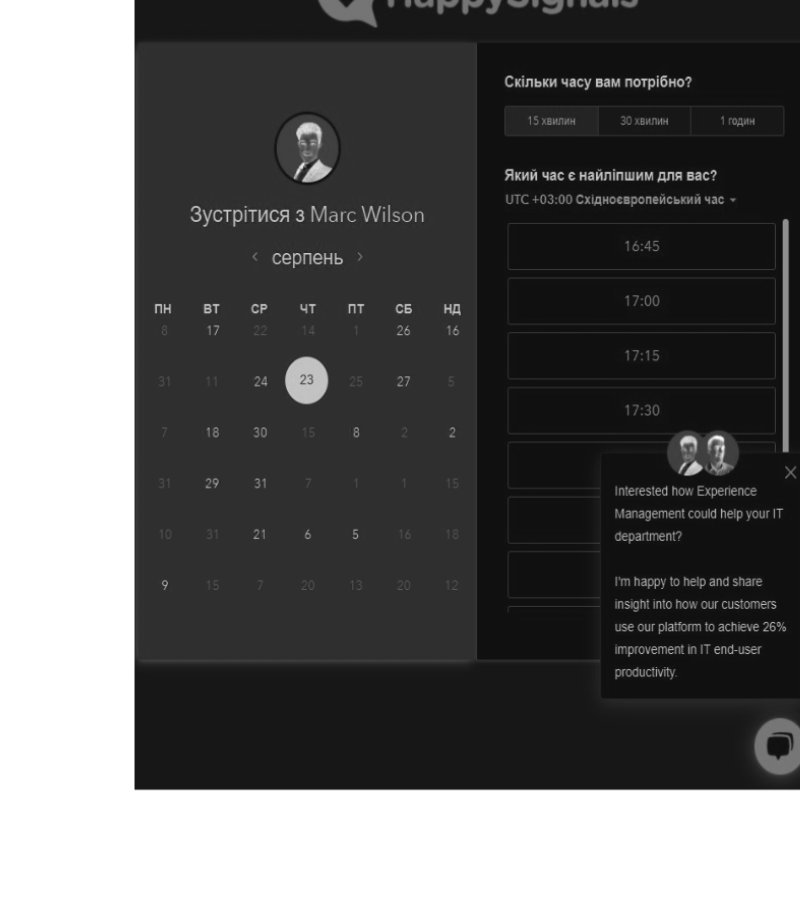 HappySignals
Зустрітися з Marc Wilson
‹ серпень ›
ПН ВТ СР ЧТ ПТ СБ НД
8 17 22 14 1 26 16
31 11 24 23 25 27 5
7 18 30 15 8 2 2
31 29 31 7 1 1 15
10 31 21 6 5 16 18
9 15 7 20 13 20 12
Скільки часу вам потрібно?
15 хвилин 30 хвилин 1 годин
Який час є найліпшим для вас?
UTC +03:00 Східноєвропейський час
16:45
17:00
17:15
17:30
Interested how Experience
Management could help your IT
department?
I'm happy to help and share
insight into how our customers
use our platform to achieve 26%
improvement in IT end-user
productivity.